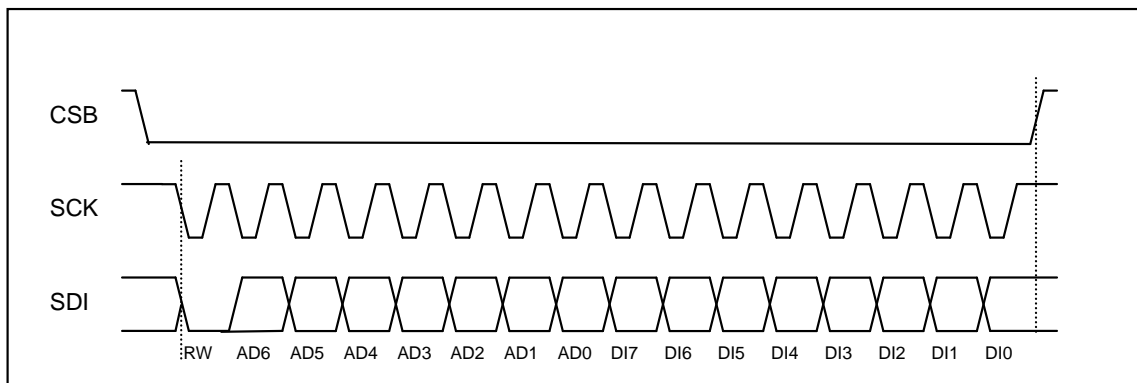 CSB
SCK
SDI
RW AD6 AD5 AD4 AD3 AD2 AD1 AD0 DI7 DI6 DI5 DI4 DI3 DI2 DI1 DI0